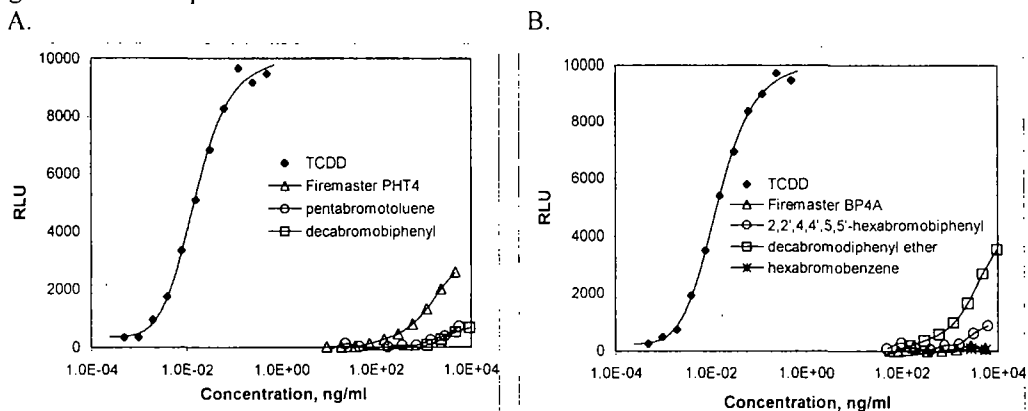 A.
10000
8000
6000
4000
2000
0
RLU
TCDD
Firemaster PHT4
pentabromotoluene
decabromobiphenyl
1.0E-04 1.0E-02 1.0E+00 1.0E+02 1.0E+04
Concentration, ng/ml
B.
10000
8000
6000
4000
2000
0
RLU
TCDD
Firemaster BP4A
2,2',4,4',5,5'-hexabromobiphenyl
decabromodiphenyl ether
hexabromobenzene
1.0E-04 1.0E-02 1.0E+00 1.0E+02 1.0E+04
Concentration, ng/ml